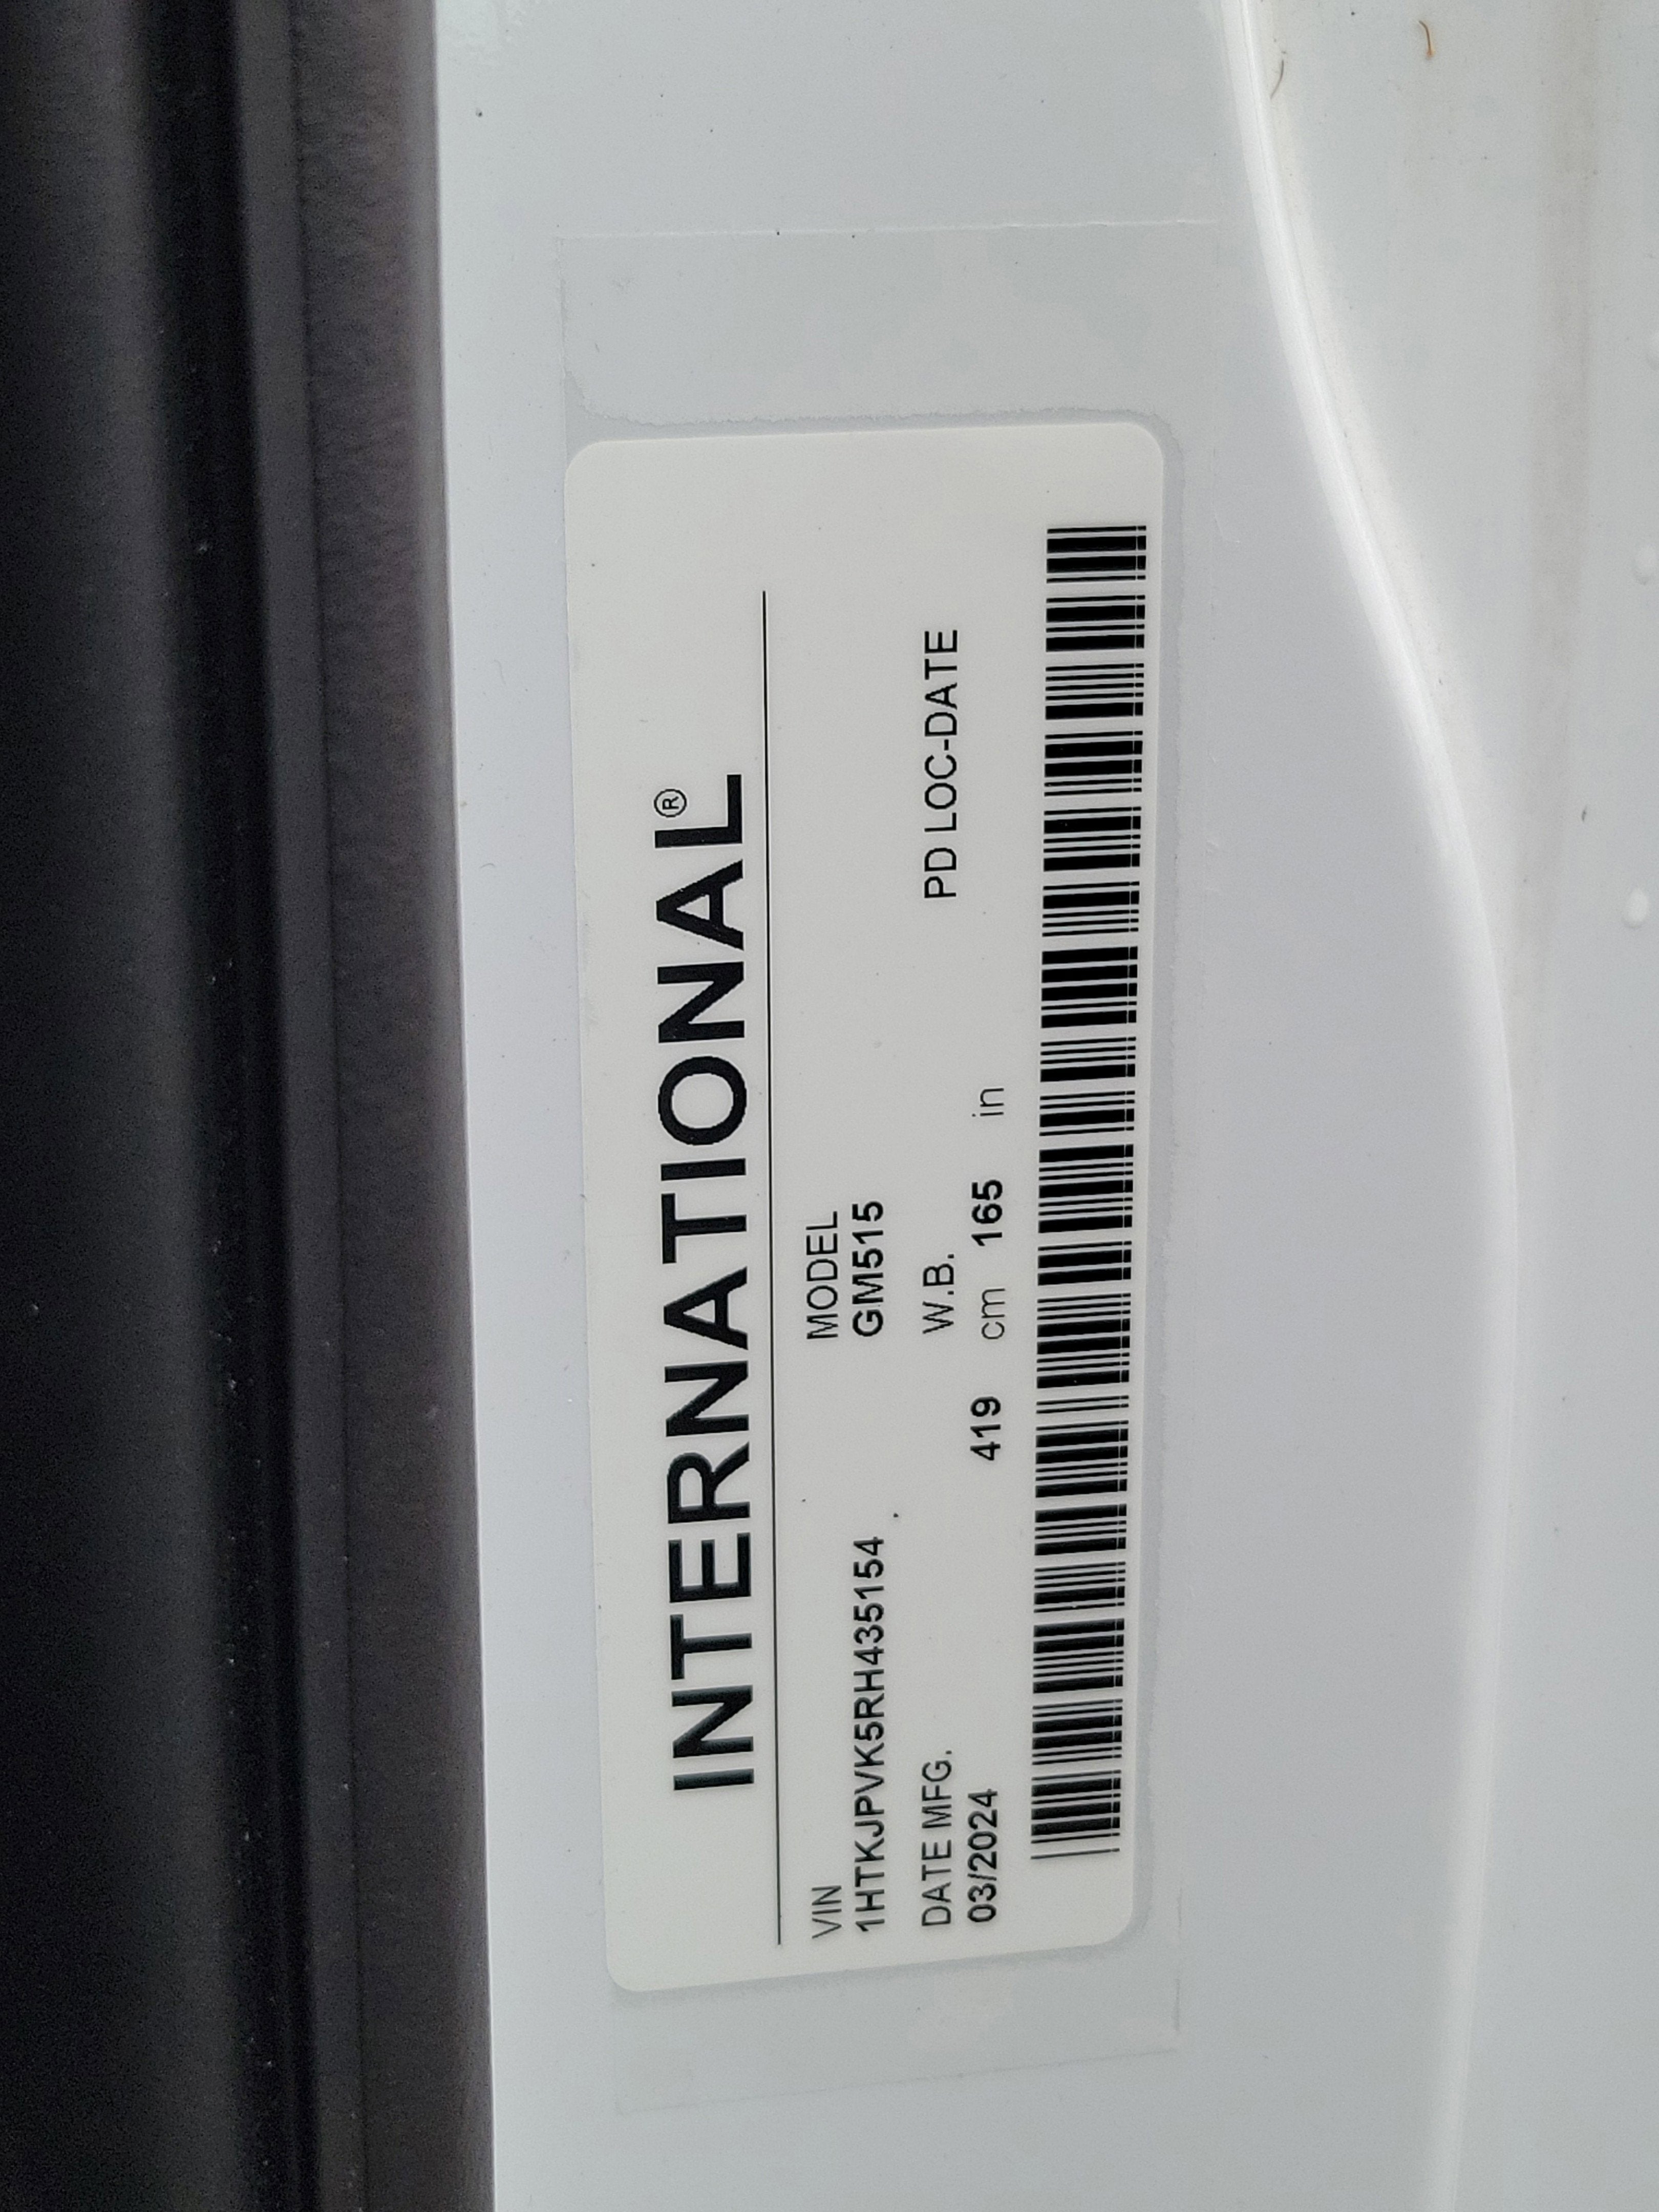 INTERNATIONAL®
VIN
1HTKJPVK5RH435154
MODEL
GM515
DATE MFG.
03/2024
W.B.
419 cm 165 in
PD LOC-DATE